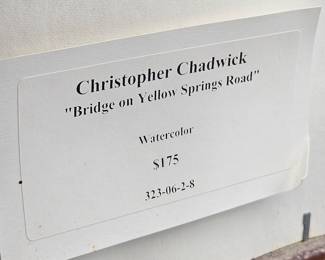 Christopher Chadwick
"Bridge on Yellow Springs Road"
Watercolor
$175
323-06-2-8